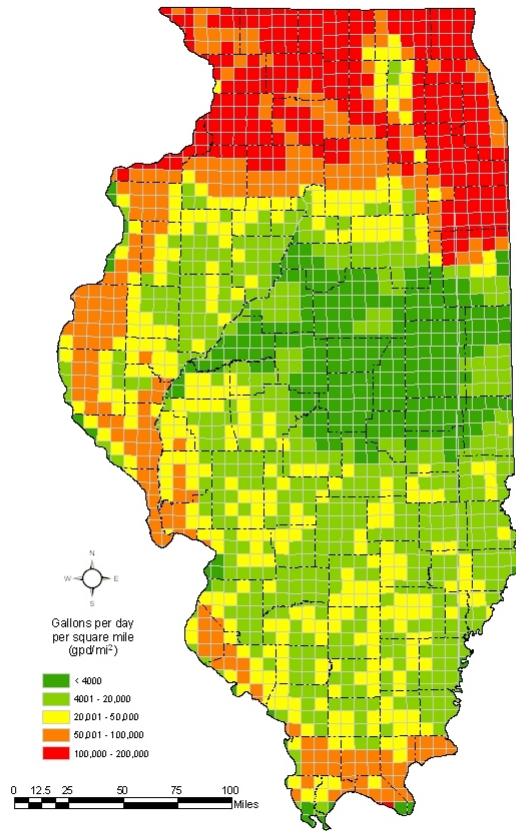 N
W E
S
Gallons per day
per square mile
(gpd/mi²)
< 4000
4001 - 20,000
20,001 - 50,000
50,001 - 100,000
100,000 - 200,000
0 12.5 25 50 75 100
Miles